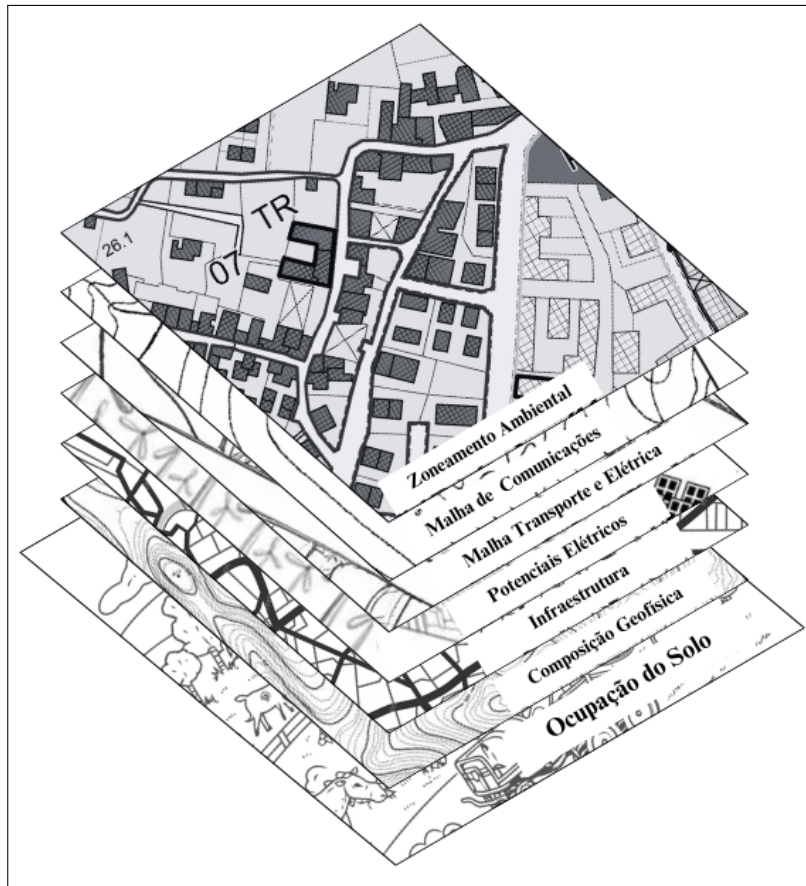 TR
07
26.1
Zoneamento Ambiental
Malha de Comunicações
Malha Transporte e Elétrica
Potenciais Elétricos
Infraestrutura
Composição Geofísica
Ocupação do Solo